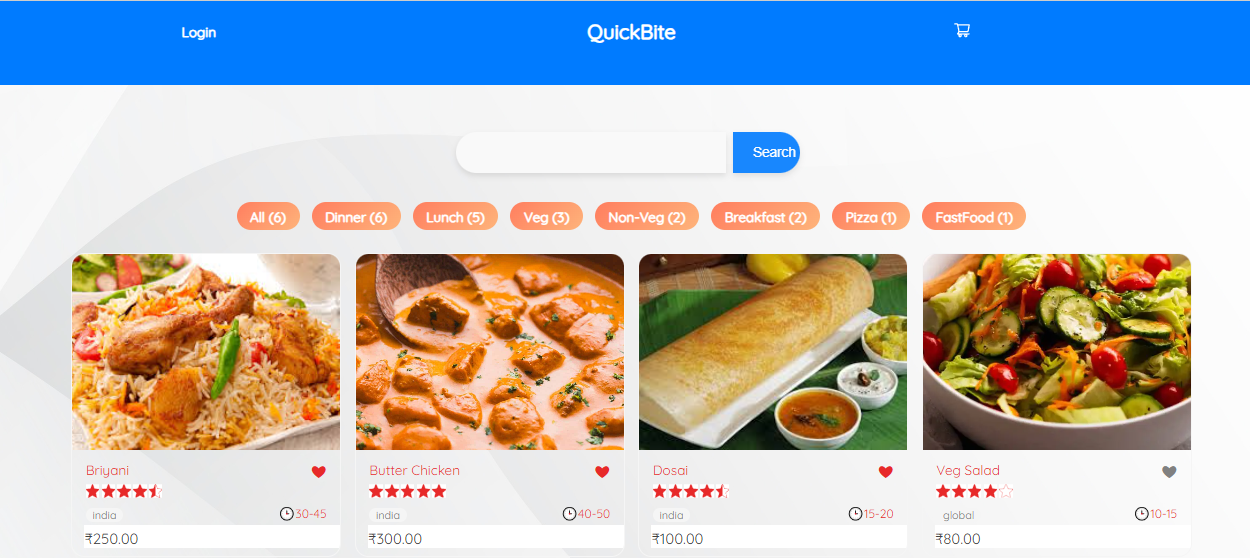 Login QuickBite
Search
All (6) Dinner (6) Lunch (5) Veg (3) Non-Veg (2) Breakfast (2) Pizza (1) FastFood (1)
Briyani Butter Chicken Dosai Veg Salad
india 30-45 india 40-50 india 15-20 global 10-15
₹250.00 ₹300.00 ₹100.00 ₹80.00